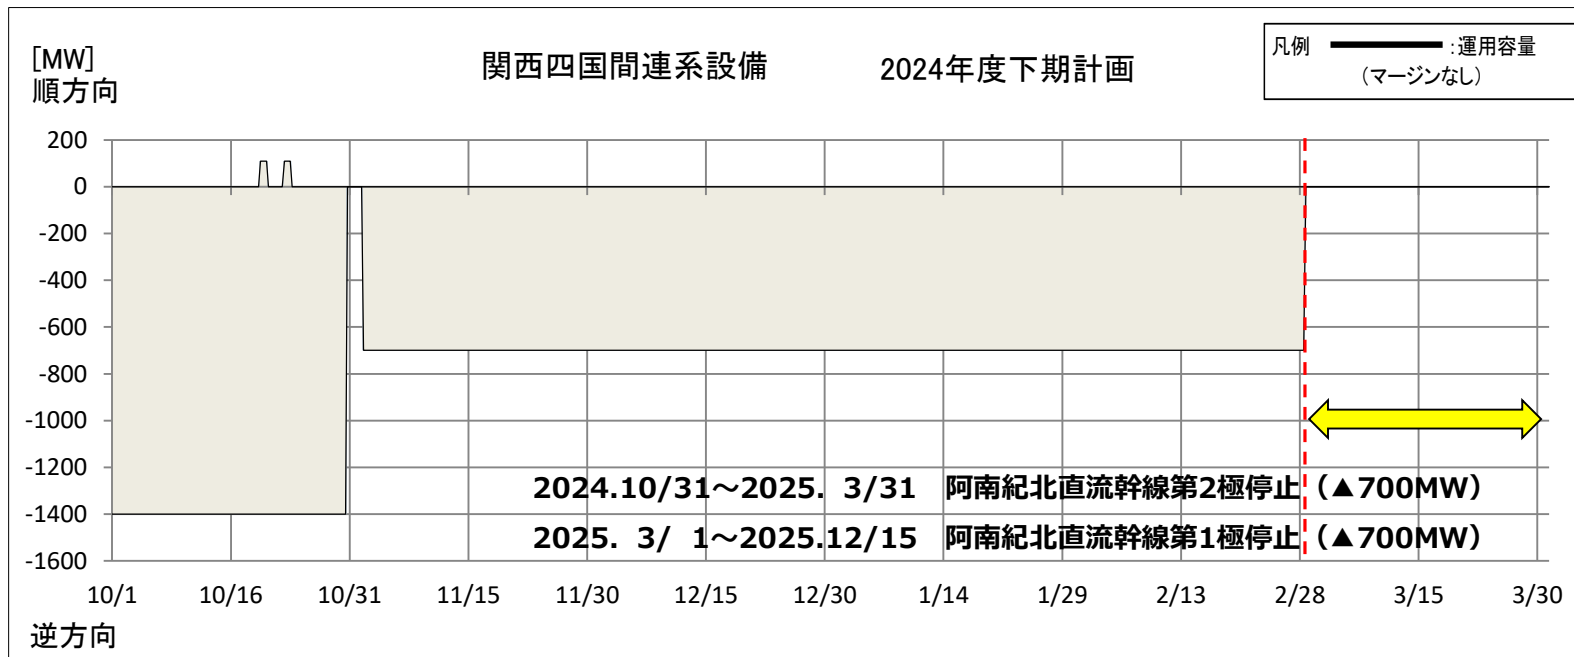 [MW]
順方向
関西四国間連系設備 2024年度下期計画
凡例 :運用容量
(マージンなし)
200
0
-200
-400
-600
-800
-1000
-1200
-1400
-1600
2024.10/31～2025. 3/31 阿南紀北直流幹線第2極停止（▲700MW）
2025. 3/ 1～2025.12/15 阿南紀北直流幹線第1極停止（▲700MW）
10/1 10/16 10/31 11/15 11/30 12/15 12/30 1/14 1/29 2/13 2/28 3/15 3/30
逆方向